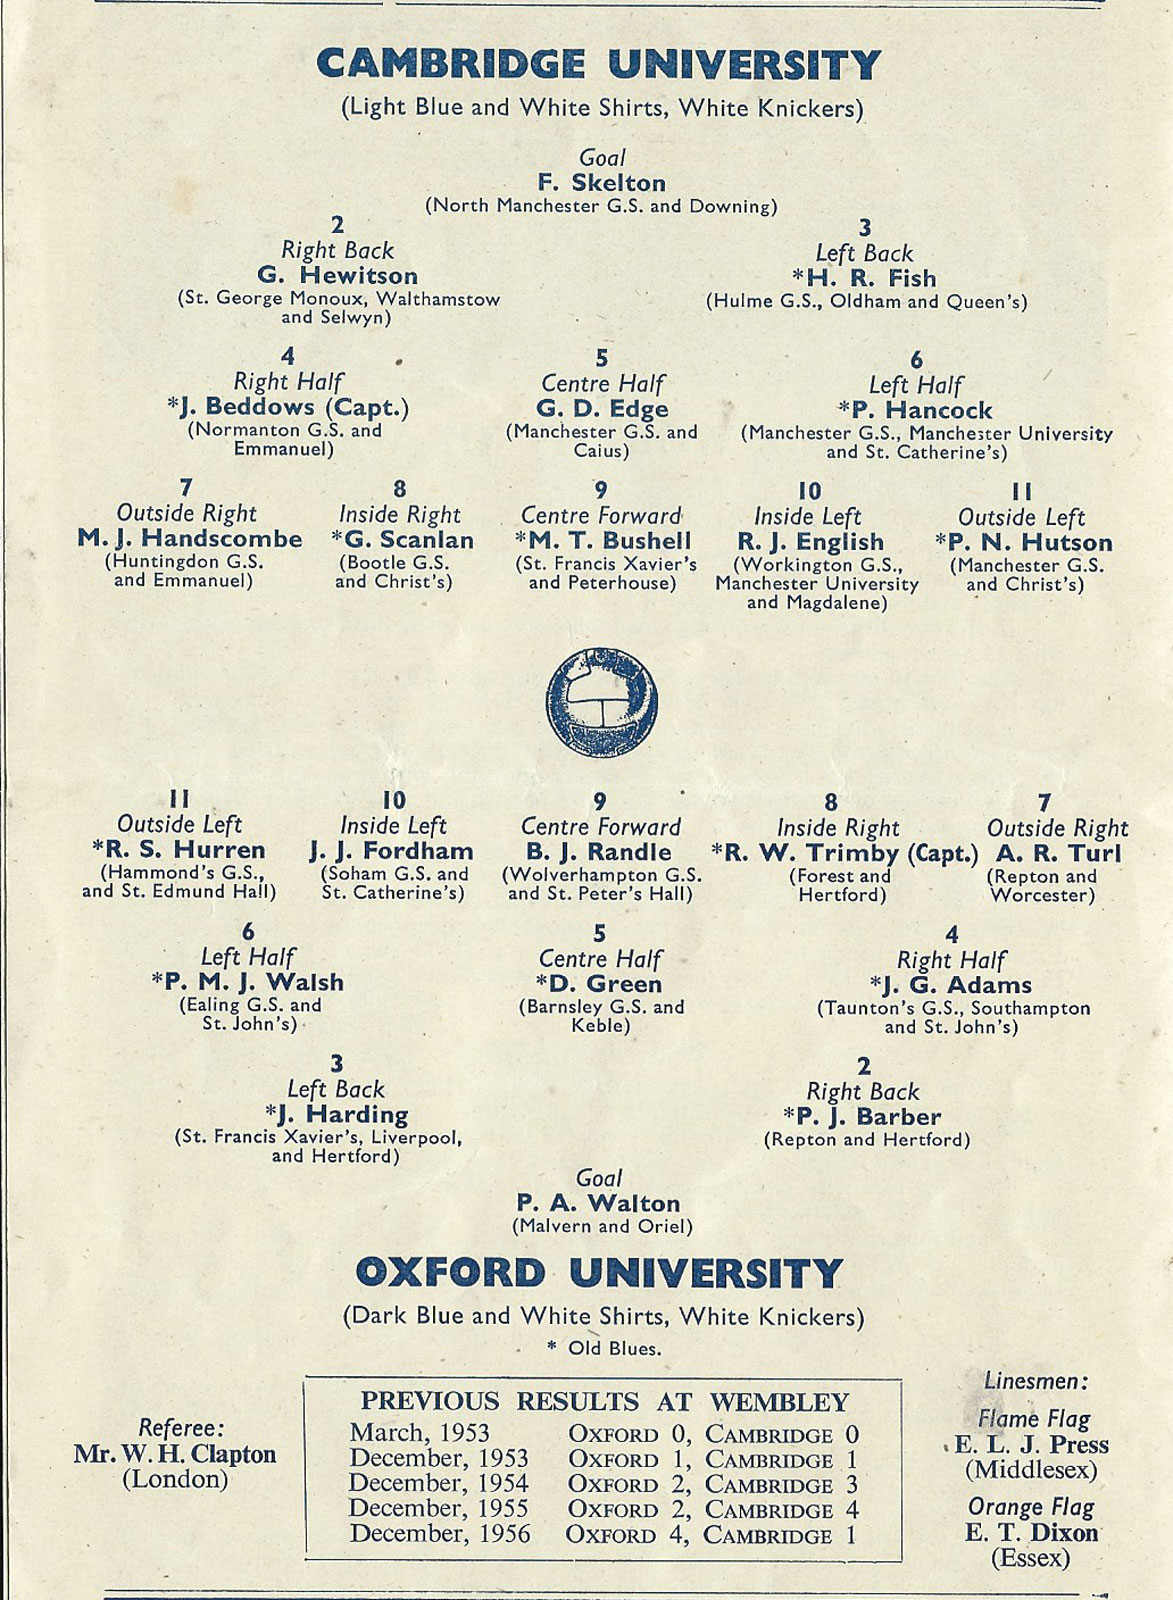 CAMBRIDGE UNIVERSITY
(Light Blue and White Shirts, White Knickers)
Goal
F. Skelton
(North Manchester G.S. and Downing)
2
Right Back
G. Hewitson
(St. George Monoux, Walthamstow
and Selwyn)
3
Left Back
*H. R. Fish
(Hulme G.S., Oldham and Queen's)
4
Right Half
*J. Beddows (Capt.)
(Normanton G.S. and
Emmanuel)
5
Centre Half
G. D. Edge
(Manchester G.S. and
Caius)
6
Left Half
*P. Hancock
(Manchester G.S., Manchester University
and St. Catherine's)
7
Outside Right
M. J. Handscombe
(Huntingdon G.S.
and Emmanuel)
8
Inside Right
*G. Scanlan
(Bootle G.S.
and Christ's)
9
Centre Forward
*M. T. Bushell
(St. Francis Xavier's
and Peterhouse)
10
Inside Left
R. J. English
(Workington G.S.,
Manchester University
and Magdalene)
11
Outside Left
*P. N. Hutson
(Manchester G.S.
and Christ's)
11
Outside Left
*R. S. Hurren
(Hammond's G.S.,
and St. Edmund Hall)
10
Inside Left
J. J. Fordham
(Soham G.S. and
St. Catherine's)
9
Centre Forward
B. J. Randle
(Wolverhampton G.S.
and St. Peter's Hall)
8
Inside Right
*R. W. Trimby (Capt.)
(Forest and
Hertford)
7
Outside Right
A. R. Turl
(Repton and
Worcester)
6
Left Half
*P. M. J. Walsh
(Ealing G.S. and
St. John's)
5
Centre Half
*D. Green
(Barnsley G.S. and
Keble)
4
Right Half
*J. G. Adams
(Taunton's G.S., Southampton
and St. John's)
3
Left Back
*J. Harding
(St. Francis Xavier's, Liverpool,
and Hertford)
2
Right Back
*P. J. Barber
(Repton and Hertford)
Goal
P. A. Walton
(Malvern and Oriel)
OXFORD UNIVERSITY
(Dark Blue and White Shirts, White Knickers)
* Old Blues.
Referee:
Mr. W. H. Clapton
(London)
PREVIOUS RESULTS AT WEMBLEY
March, 1953 OXFORD 0, CAMBRIDGE 0
December, 1953 OXFORD 1, CAMBRIDGE 1
December, 1954 OXFORD 2, CAMBRIDGE 3
December, 1955 OXFORD 2, CAMBRIDGE 4
December, 1956 OXFORD 4, CAMBRIDGE 1
Linesmen:
Flame Flag
E. L. J. Press
(Middlesex)
Orange Flag
E. T. Dixon
(Essex)